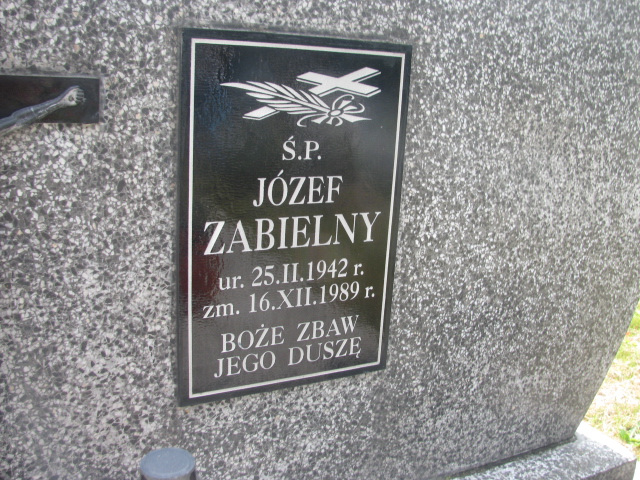 Ś.P.
JÓZEF
ZABIELNY
ur. 25.II.1942 r.
zm. 16.XII.1989 r.
BOŻE ZBAW
JEGO DUSZĘ